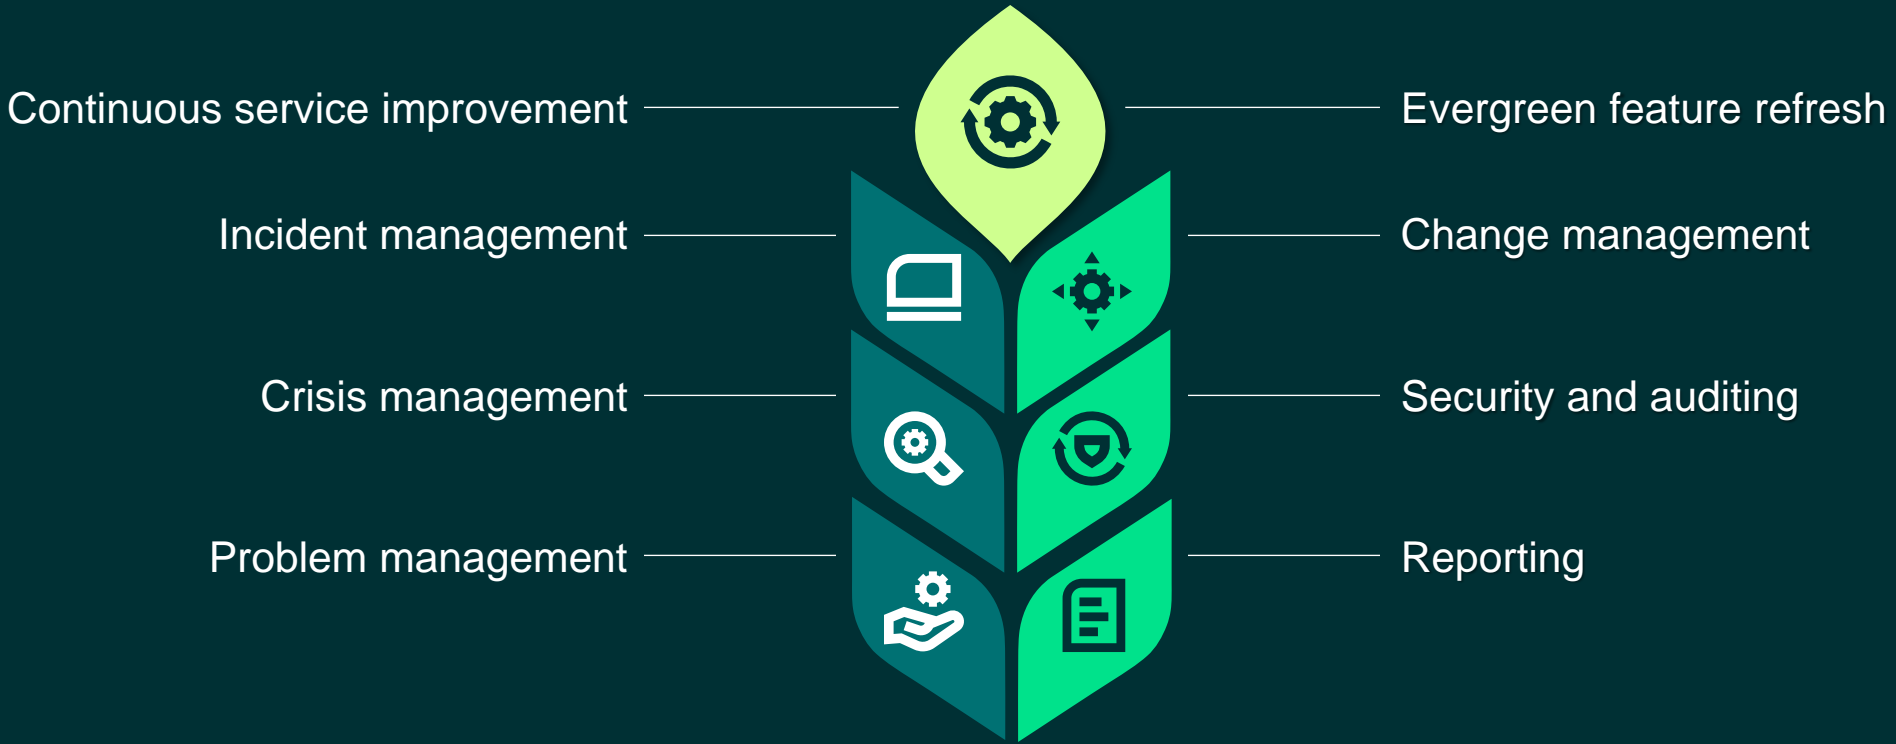 Continuous service improvement
Evergreen feature refresh
Incident management
Change management
Crisis management
Security and auditing
Problem management
Reporting